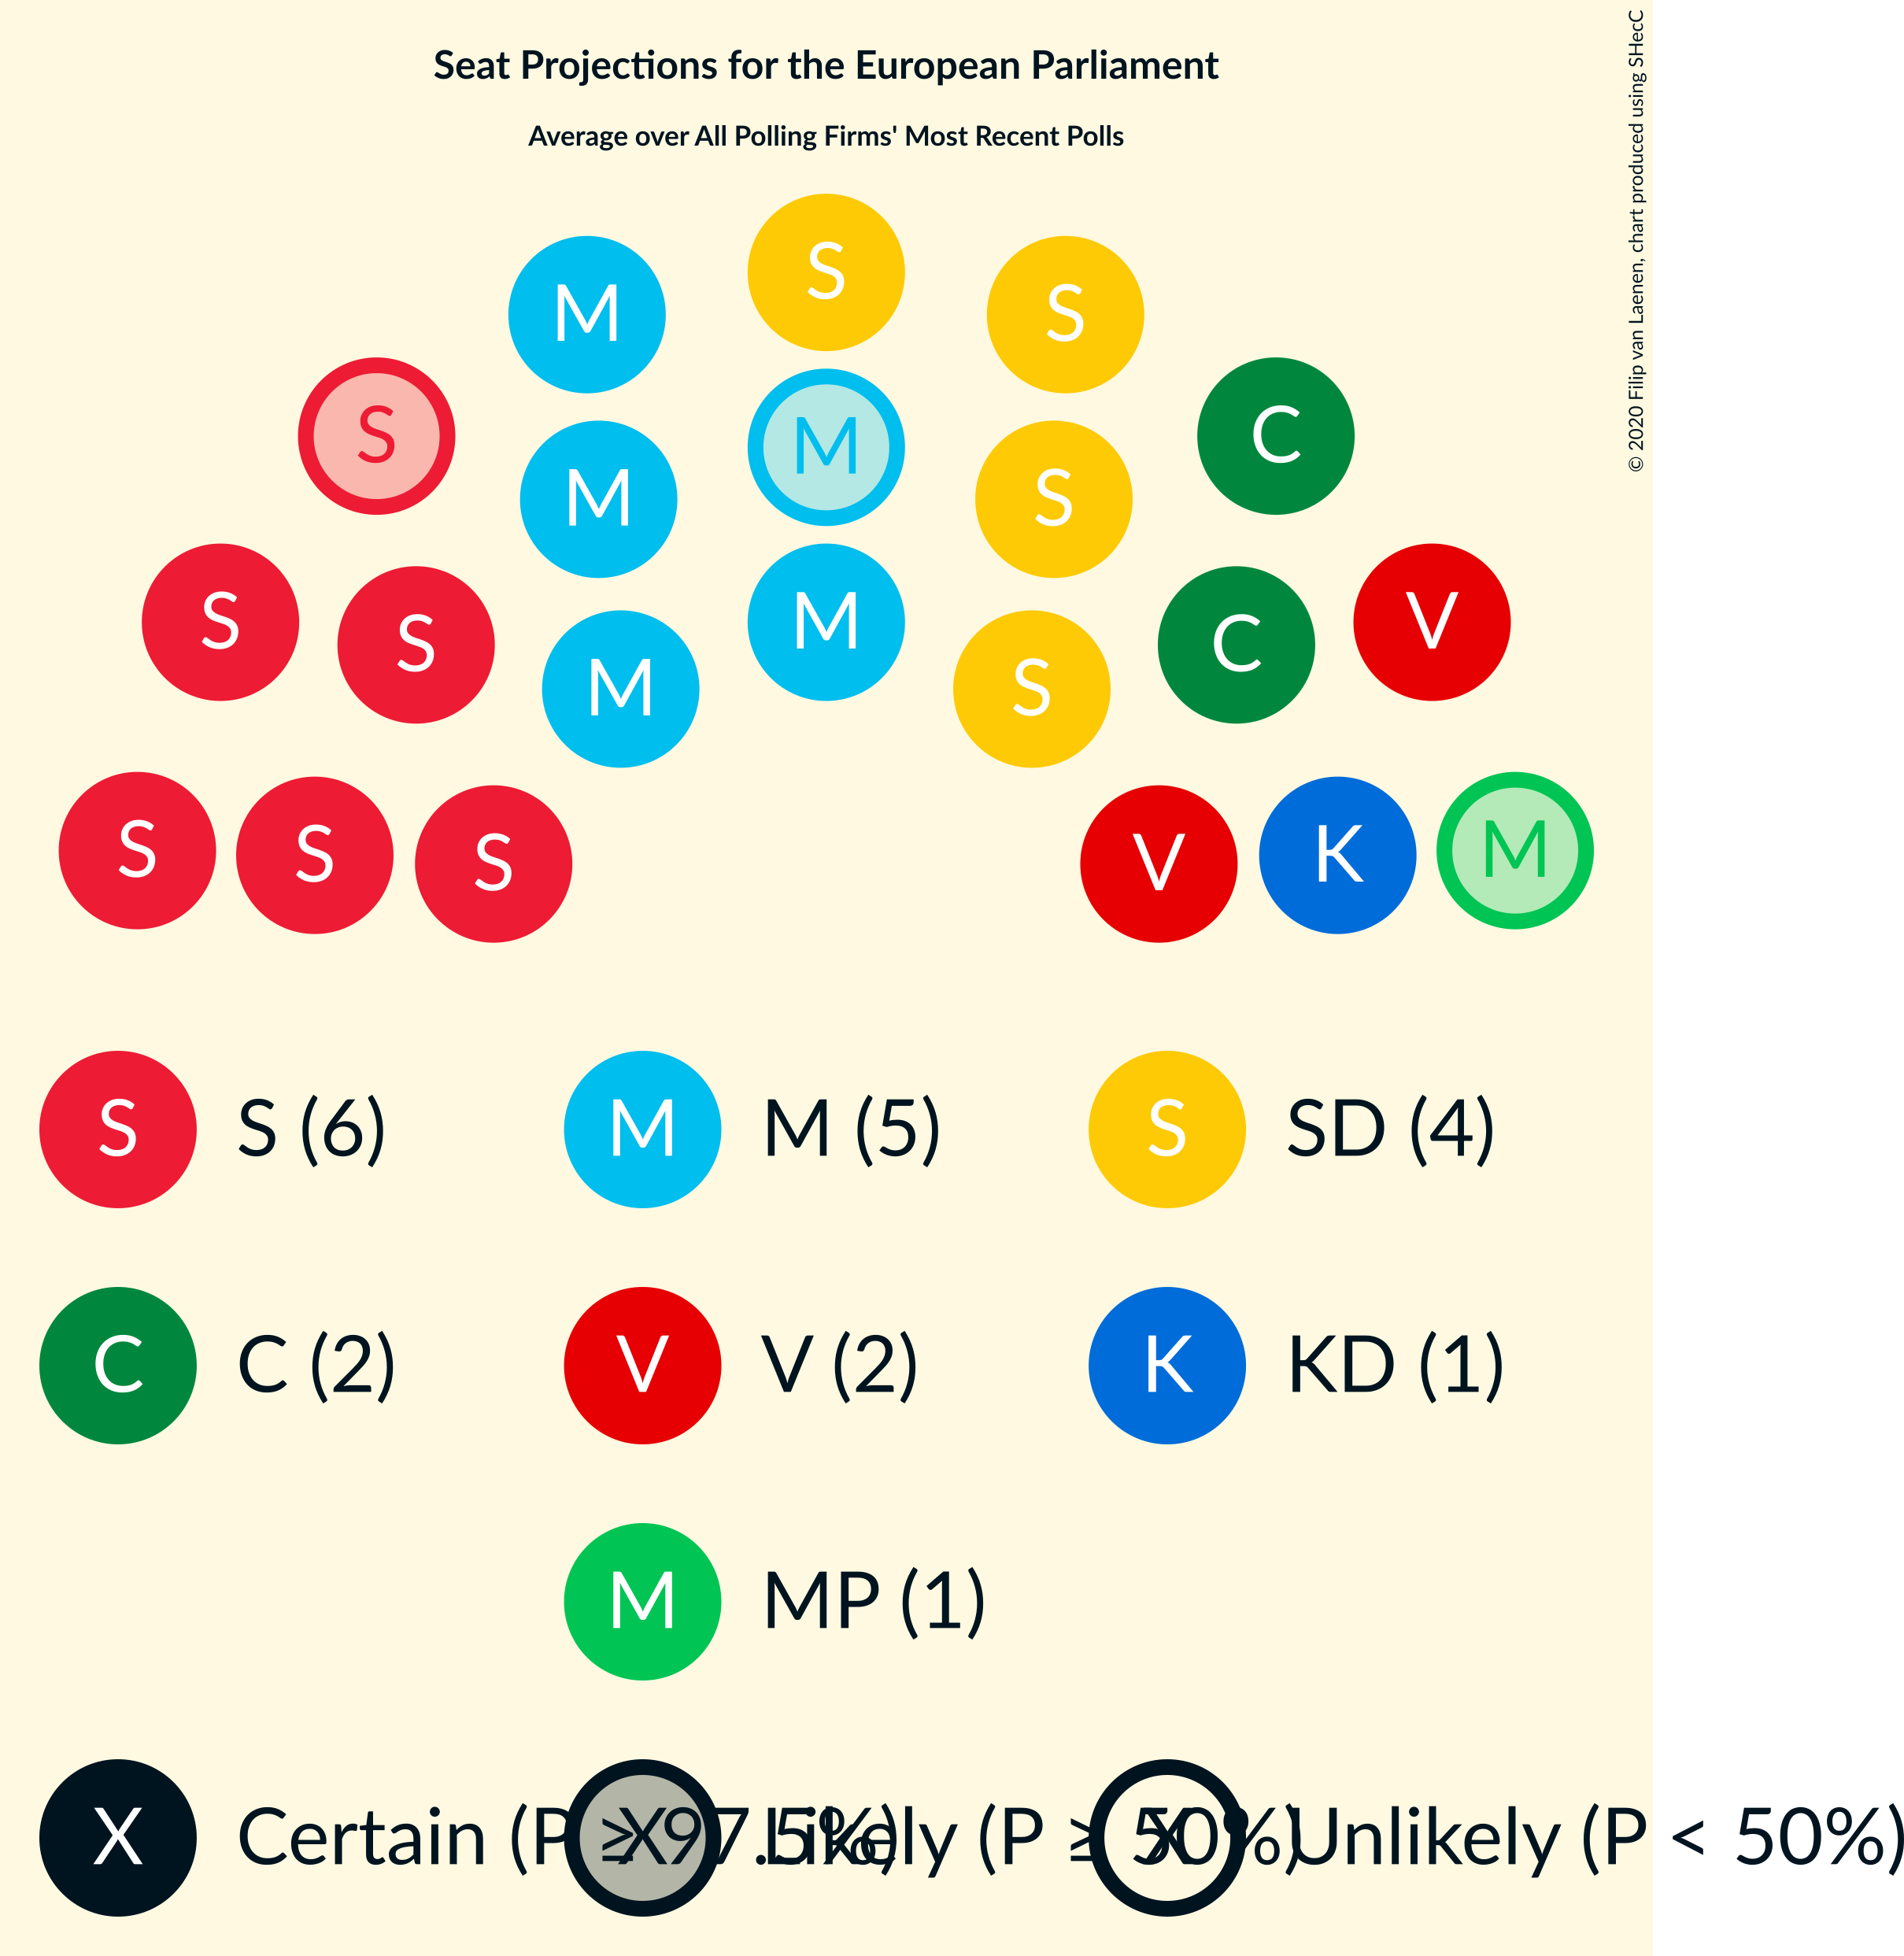 Seat Projections for the European Parliament
Average over All Polling Firms' Most Recent Polls
© 2020 Filip van Laenen, chart produced using SHecC
S
M S
M S
S M C
M S
S M V
S C
M S
S K M
S V
S S (6) M M (5) S SD (4)
C C (2) V V (2) K KD (1)
M MP (1)
X Certain (P ≥ 97.5%) X Likely (P ≥ 50%) X Unlikely (P < 50%)